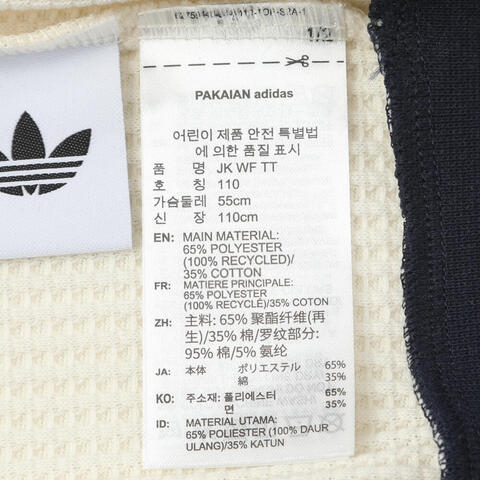 1/2
PAKAIAN adidas
어린이 제품 안전 특별법
에 의한 품질 표시
품 명 JK WF TT
호 칭 110
가슴둘레 55cm
신 장 110cm
EN: MAIN MATERIAL:
65% POLYESTER
(100% RECYCLED)/
35% COTTON
FR: MATIERE PRINCIPALE:
65% POLYESTER
(100% RECYCLE)/35% COTON
ZH: 主料: 65% 聚酯纤维(再
生)/35% 棉/罗纹部分:
95% 棉/5% 氨纶
JA: 本体 ポリエステル 65%
綿 35%
KO: 주소재: 폴리에스터 65%
면 35%
ID: MATERIAL UTAMA:
65% POLIESTER (100% DAUR
ULANG)/35% KATUN